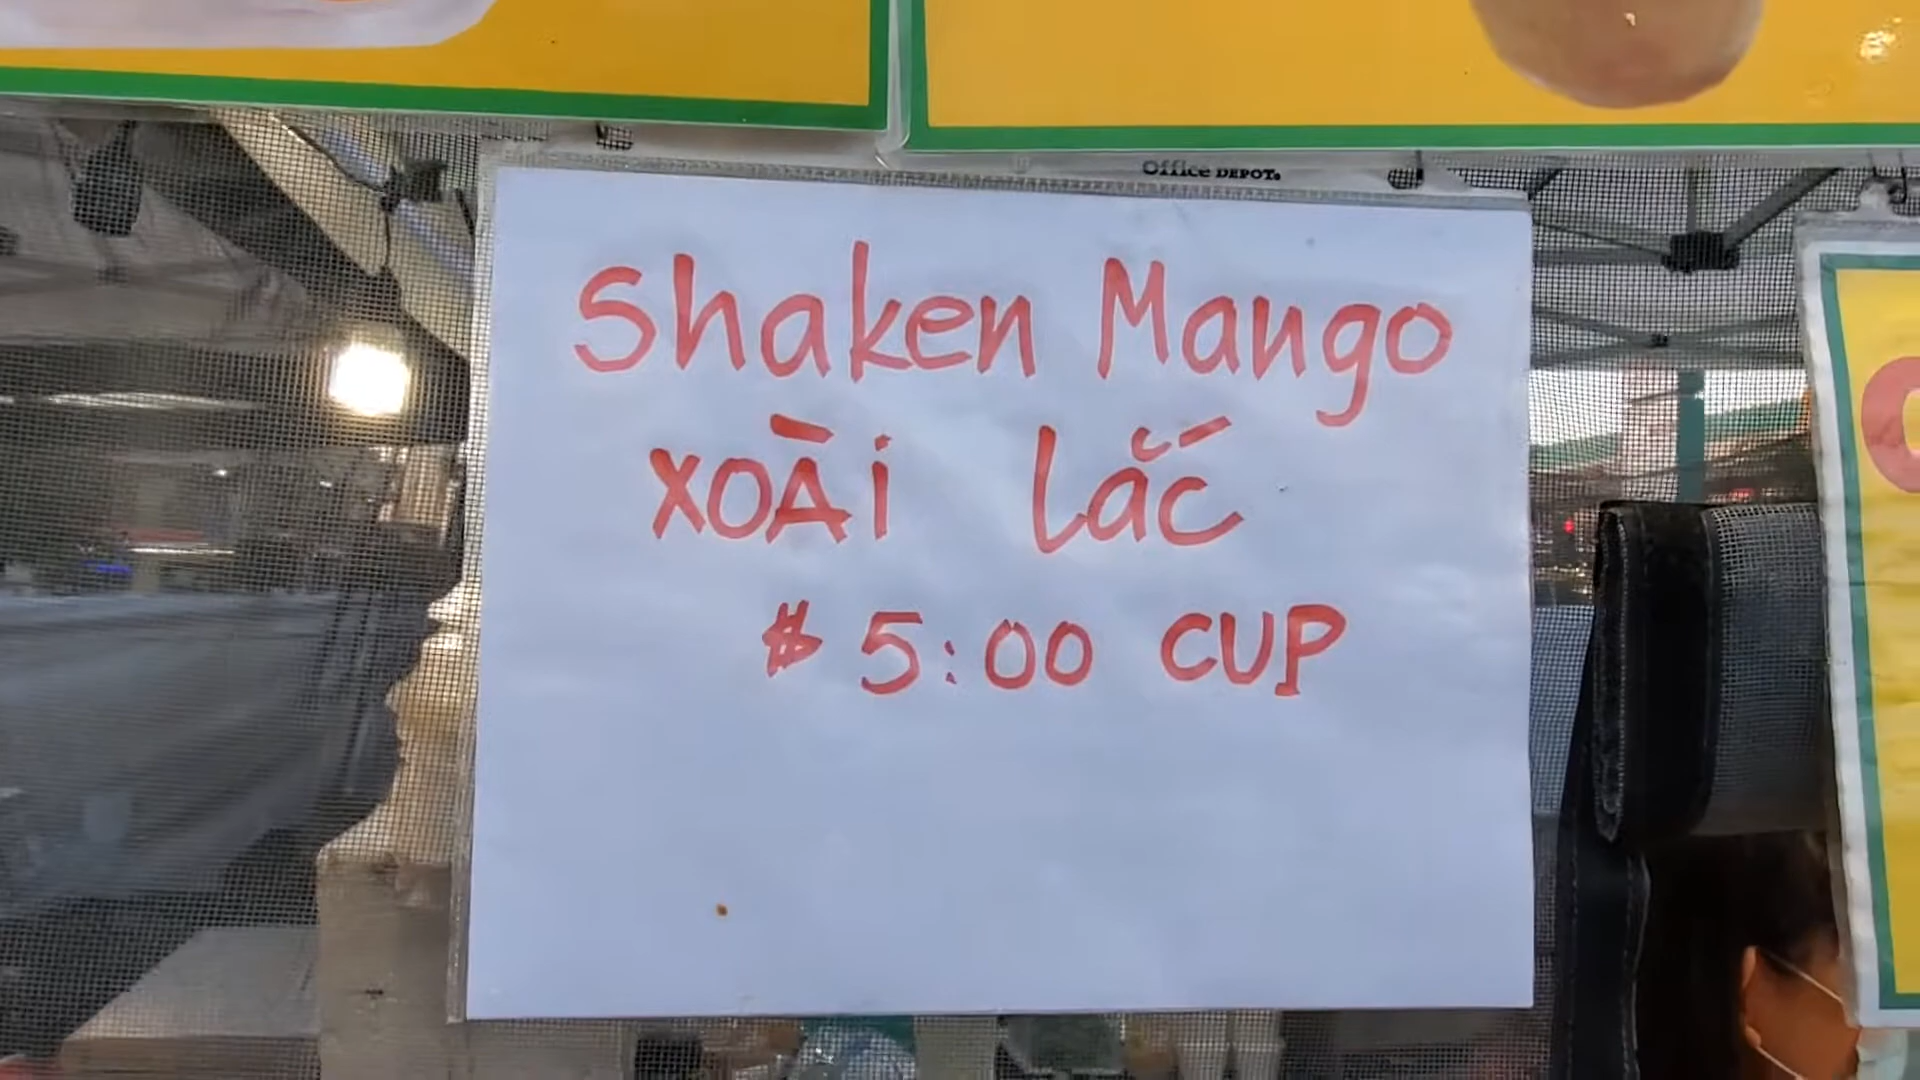 Office DEPOT®
Shaken Mango
XOÀi lắc
$ 5:00 CUP